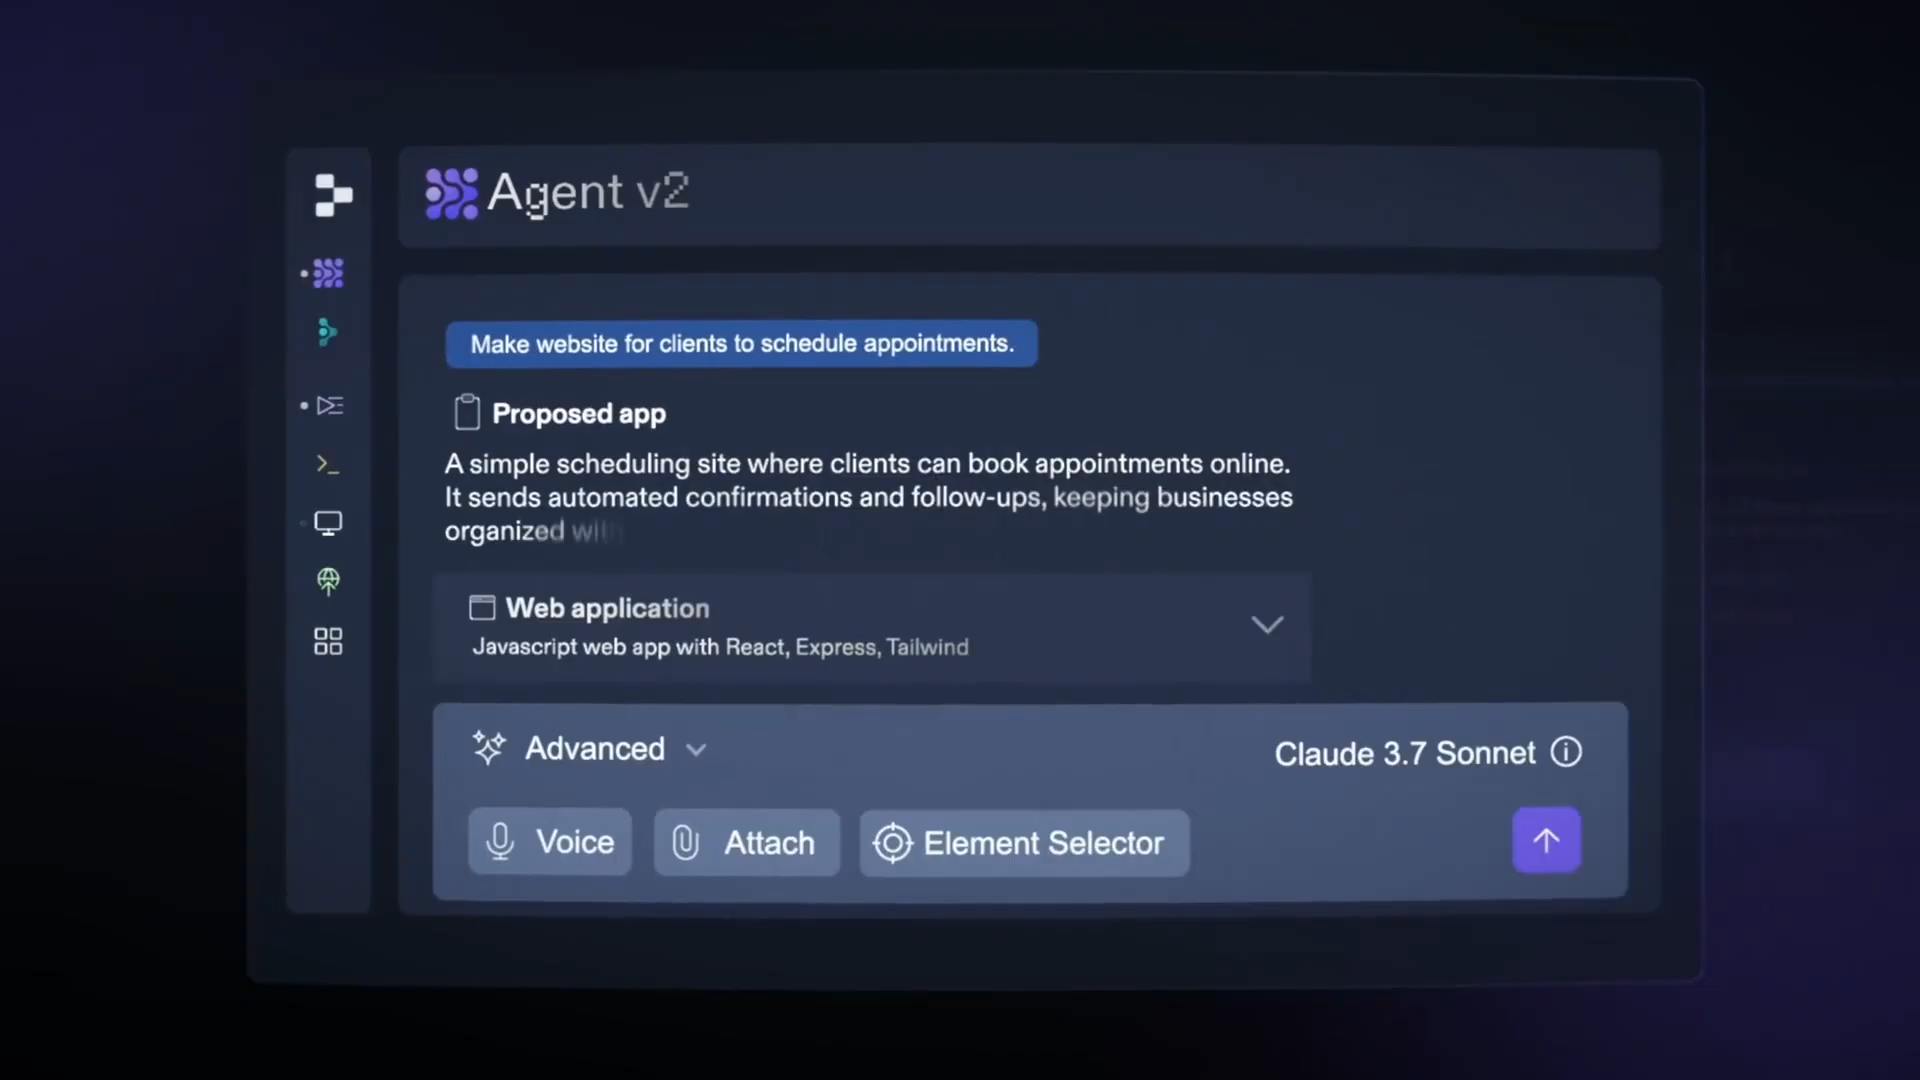 Agent v2
Make website for clients to schedule appointments.
Proposed app
A simple scheduling site where clients can book appointments online.
It sends automated confirmations and follow-ups, keeping businesses
organized with
Web application
Javascript web app with React, Express, Tailwind
Advanced
Claude 3.7 Sonnet
Voice
Attach
Element Selector